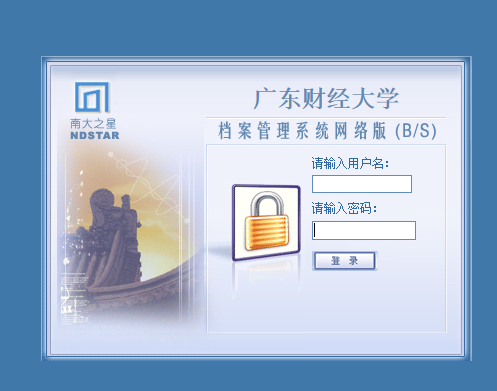 南大之星
NDSTAR
广东财经大学
档案管理系统网络版 (B/S)
请输入用户名：
请输入密码：
登 录